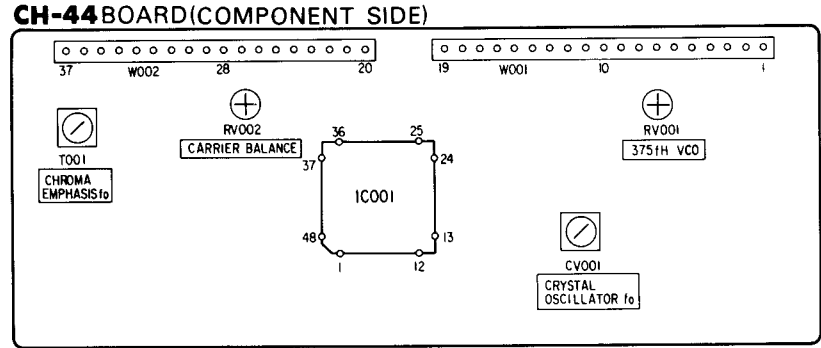 CH-44 BOARD(COMPONENT SIDE)
37 W002 28 20
19 W001 10 1
T001
CHROMA
EMPHASIS fo
RV002
CARRIER BALANCE
RV001
375fH VCO
36 25
37 24
IC001
48 13
1 12
CV001
CRYSTAL
OSCILLATOR fo